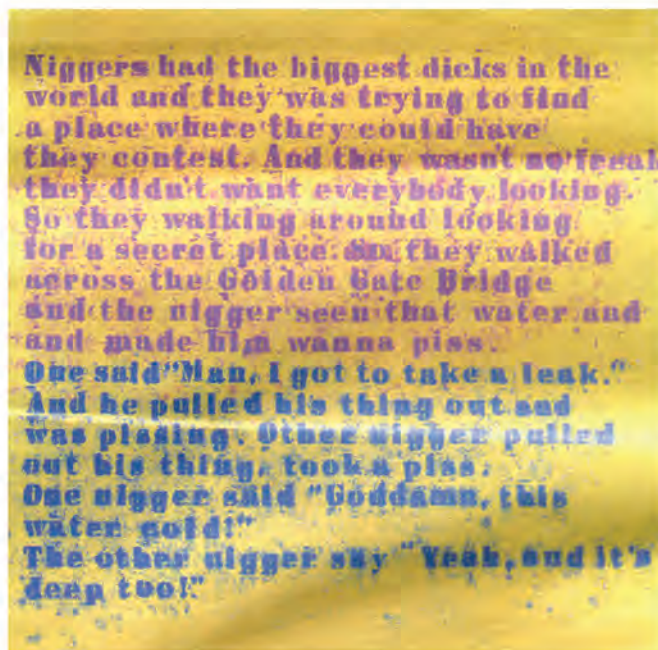 Niggers had the biggest dicks in the
world and they was trying to find
a place where they could have
they contest. And they wasn't no freak
they didn't want everybody looking.
So they walking around looking
for a secret place. So they walked
across the Golden Gate Bridge
and the nigger seen that water and
and made him wanna piss.
One said"Man, I got to take a leak."
And he pulled his thing out and
was pissing. Other nigger pulled
out his thing, took a piss.
One nigger said "Goddamn, this
water cold!"
The other nigger say "Yeah, and it's
deep too!"